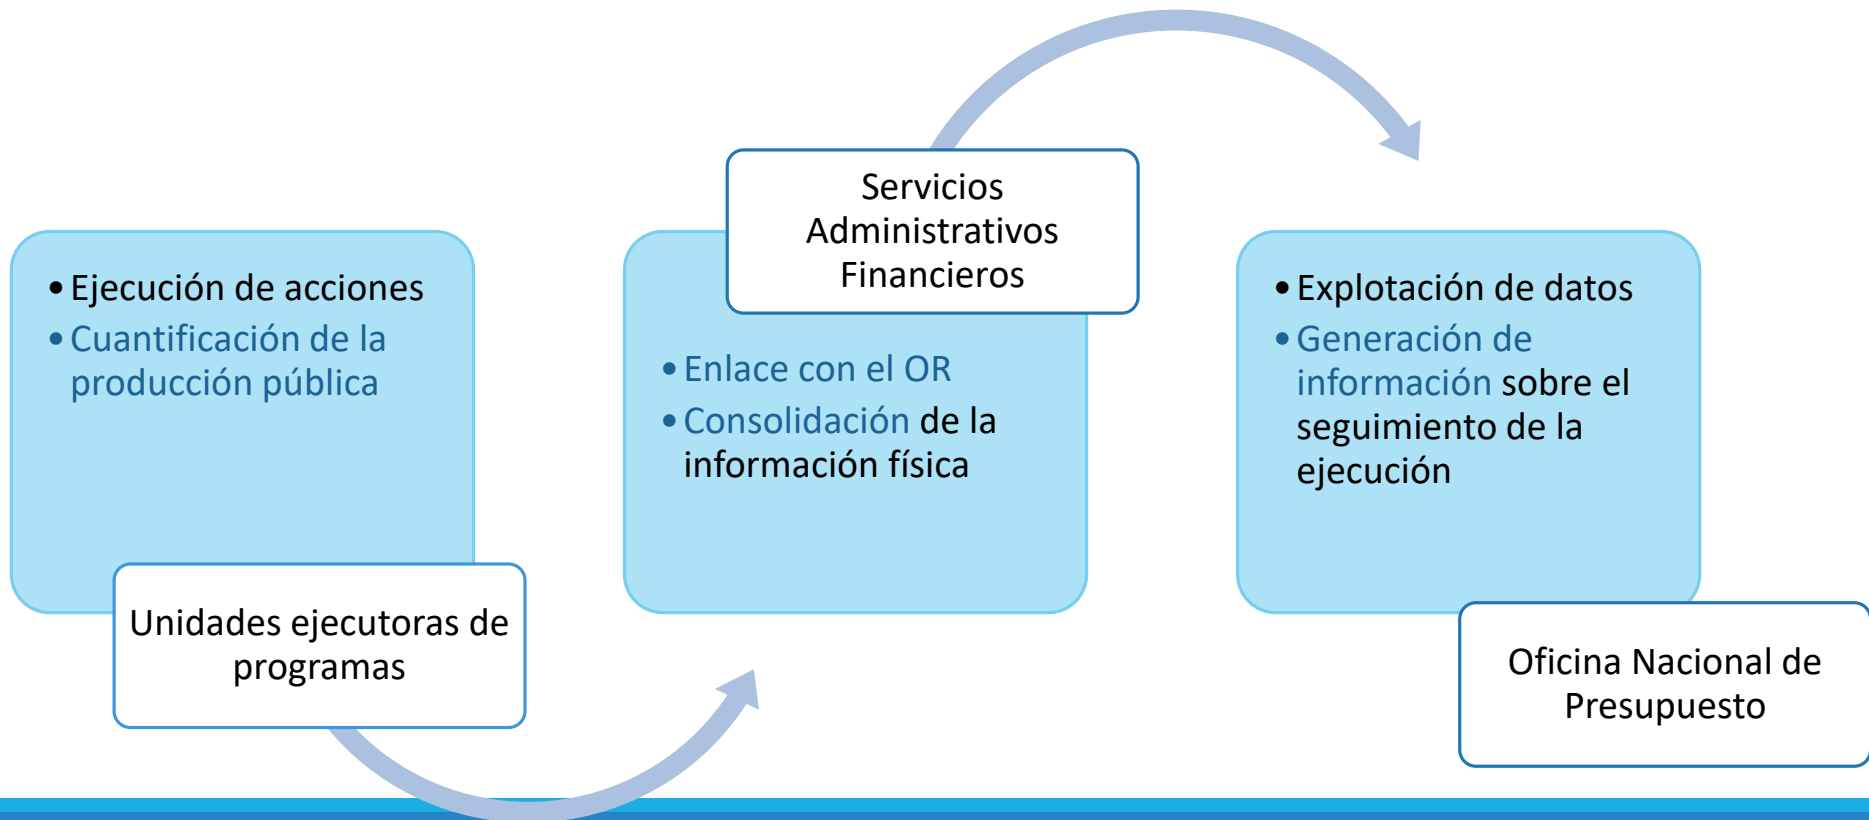 • Ejecución de acciones
• Cuantificación de la
producción pública
Unidades ejecutoras de
programas
Servicios
Administrativos
Financieros
• Enlace con el OR
• Consolidación de la
información física
• Explotación de datos
• Generación de
información sobre el
seguimiento de la
ejecución
Oficina Nacional de
Presupuesto